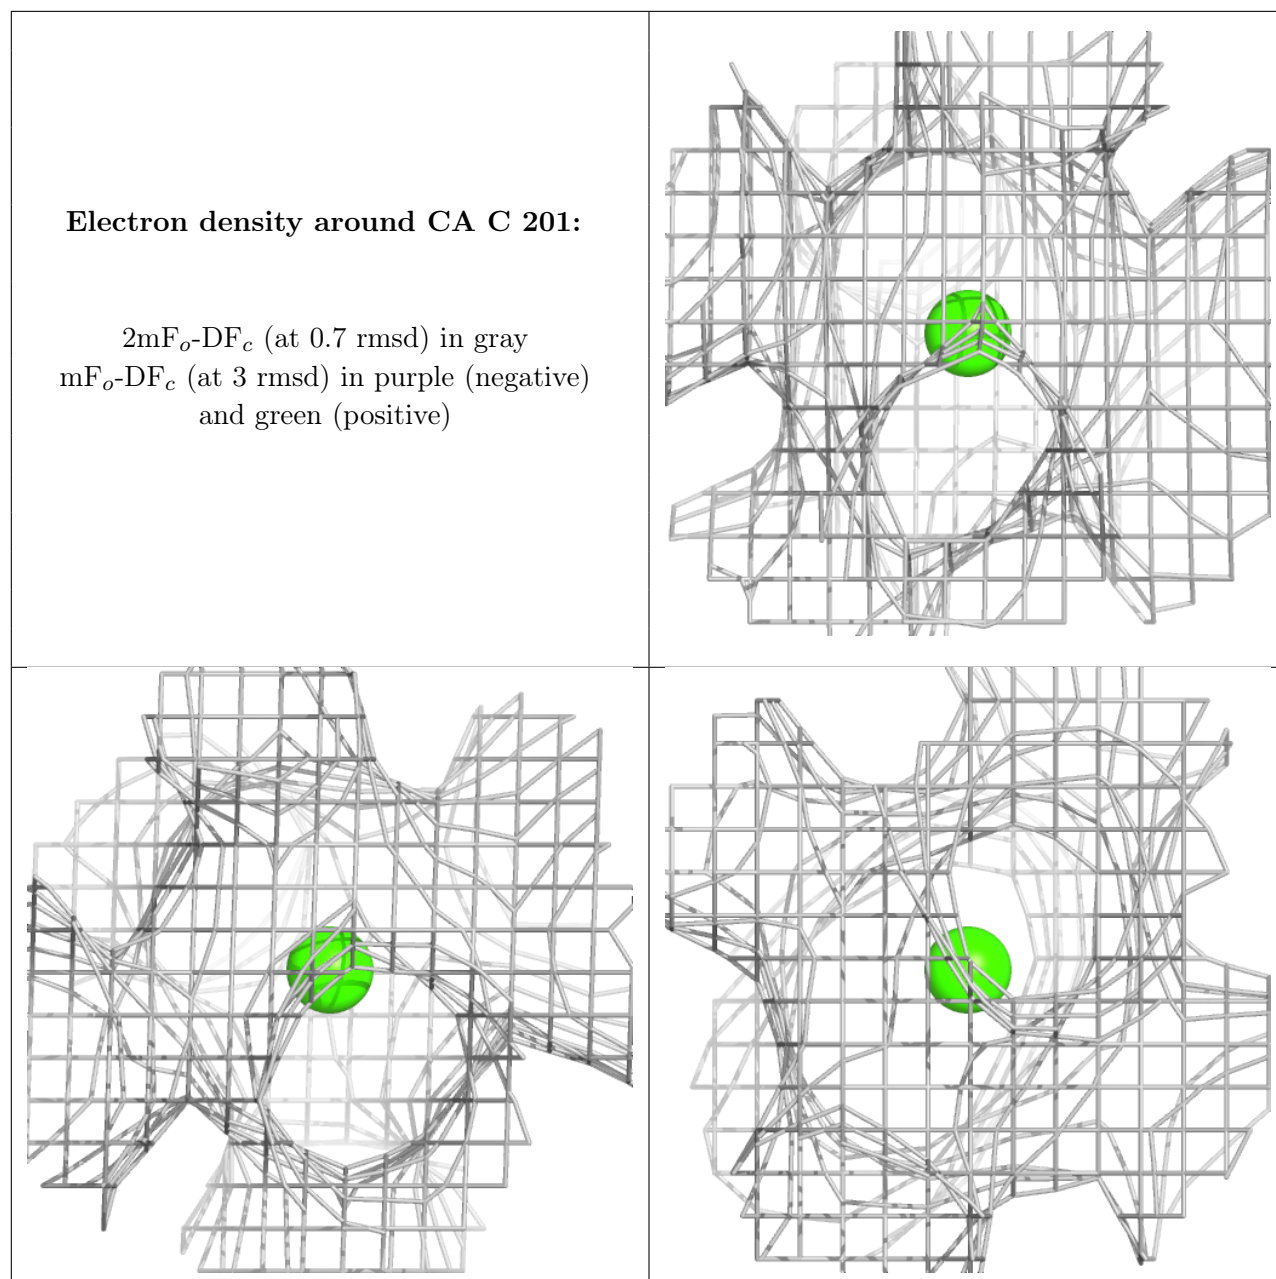 Electron density around CA C 201:
2mFₒ-DF𝒸 (at 0.7 rmsd) in gray
mFₒ-DF𝒸 (at 3 rmsd) in purple (negative)
and green (positive)